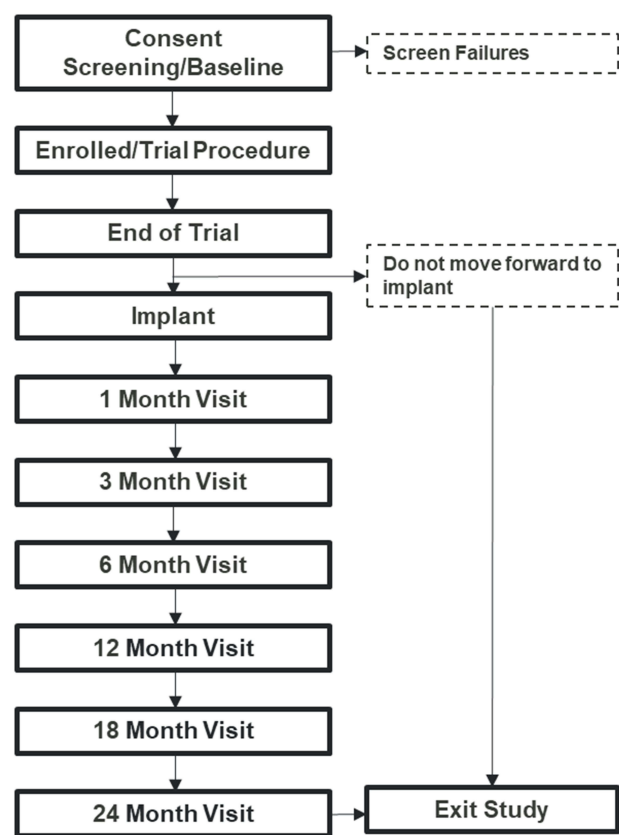 Consent
Screening/Baseline
Screen Failures
Enrolled/Trial Procedure
End of Trial
Do not move forward to
implant
Implant
1 Month Visit
3 Month Visit
6 Month Visit
12 Month Visit
18 Month Visit
24 Month Visit
Exit Study